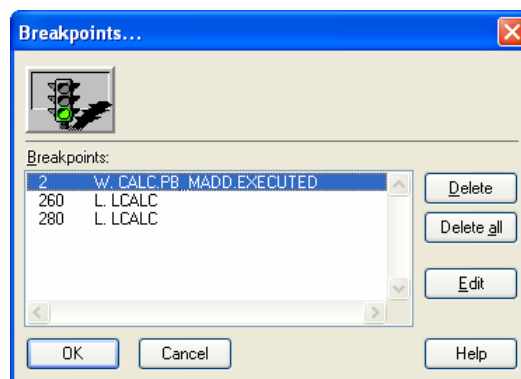 Breakpoints...
Breakpoints:
2 W. CALC.PB_MADD.EXECUTED
260 L. LCALC
280 L. LCALC
Delete
Delete all
Edit
OK Cancel Help